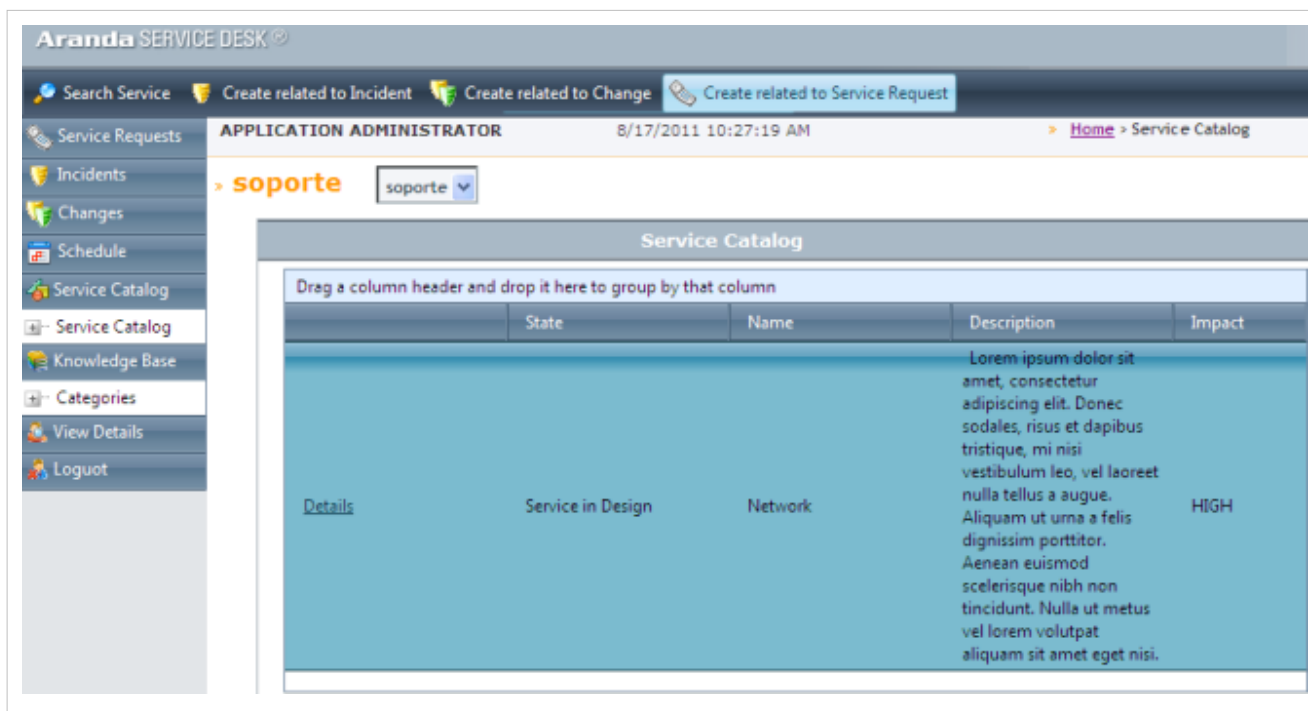 Aranda SERVICE DESK ®
Search Service Create related to Incident Create related to Change Create related to Service Request
Service Requests
Incidents
Changes
Schedule
Service Catalog
Service Catalog
Knowledge Base
Categories
View Details
Loguot
APPLICATION ADMINISTRATOR 8/17/2011 10:27:19 AM » Home > Service Catalog
» soporte soporte
Service Catalog
Drag a column header and drop it here to group by that column
State Name Description Impact
Details Service in Design Network
Lorem ipsum dolor sit
amet, consectetur
adipiscing elit. Donec
sodales, risus et dapibus
tristique, mi nisi
vestibulum leo, vel laoreet
nulla tellus a augue.
Aliquam ut urna a felis
dignissim porttitor.
Aenean euismod
scelerisque nibh non
tincidunt. Nulla ut metus
vel lorem volutpat
aliquam sit amet eget nisi.
HIGH